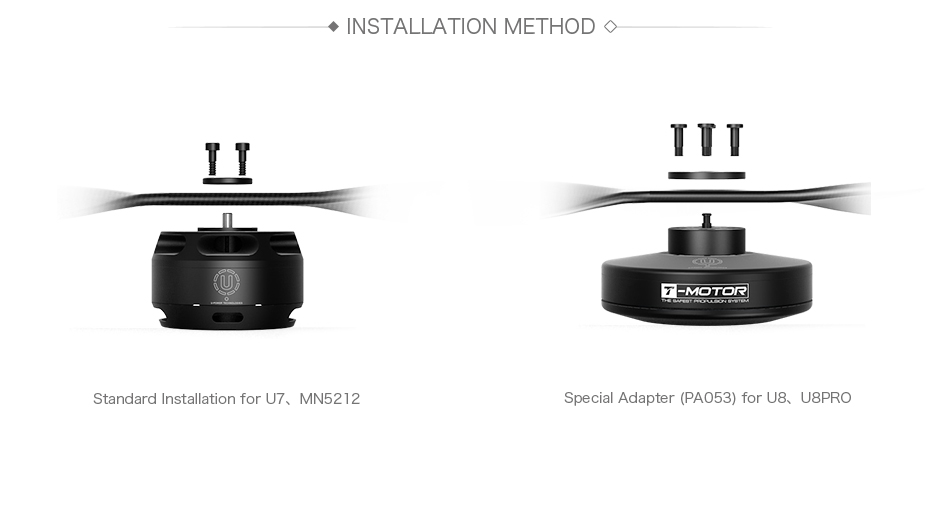 INSTALLATION METHOD
U
T-MOTOR
THE SAFEST PROPULSION SYSTEM
Standard Installation for U7、MN5212
Special Adapter (PA053) for U8、U8PRO